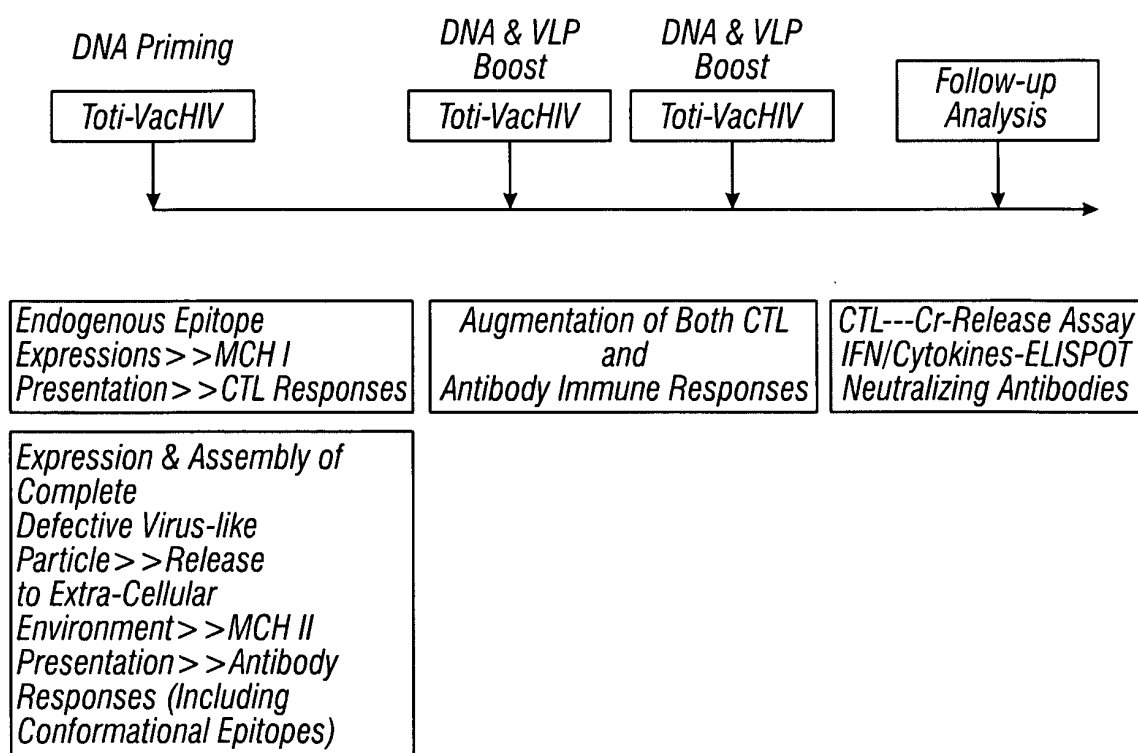 DNA Priming
Toti-VacHIV
DNA & VLP
Boost
Toti-VacHIV
DNA & VLP
Boost
Toti-VacHIV
Follow-up
Analysis
Endogenous Epitope
Expressions>>MCH I
Presentation>>CTL Responses
Expression & Assembly of
Complete
Defective Virus-like
Particle>>Release
to Extra-Cellular
Environment>>MCH II
Presentation>>Antibody
Responses (Including
Conformational Epitopes)
Augmentation of Both CTL
and
Antibody Immune Responses
CTL---Cr-Release Assay
IFN/Cytokines-ELISPOT
Neutralizing Antibodies